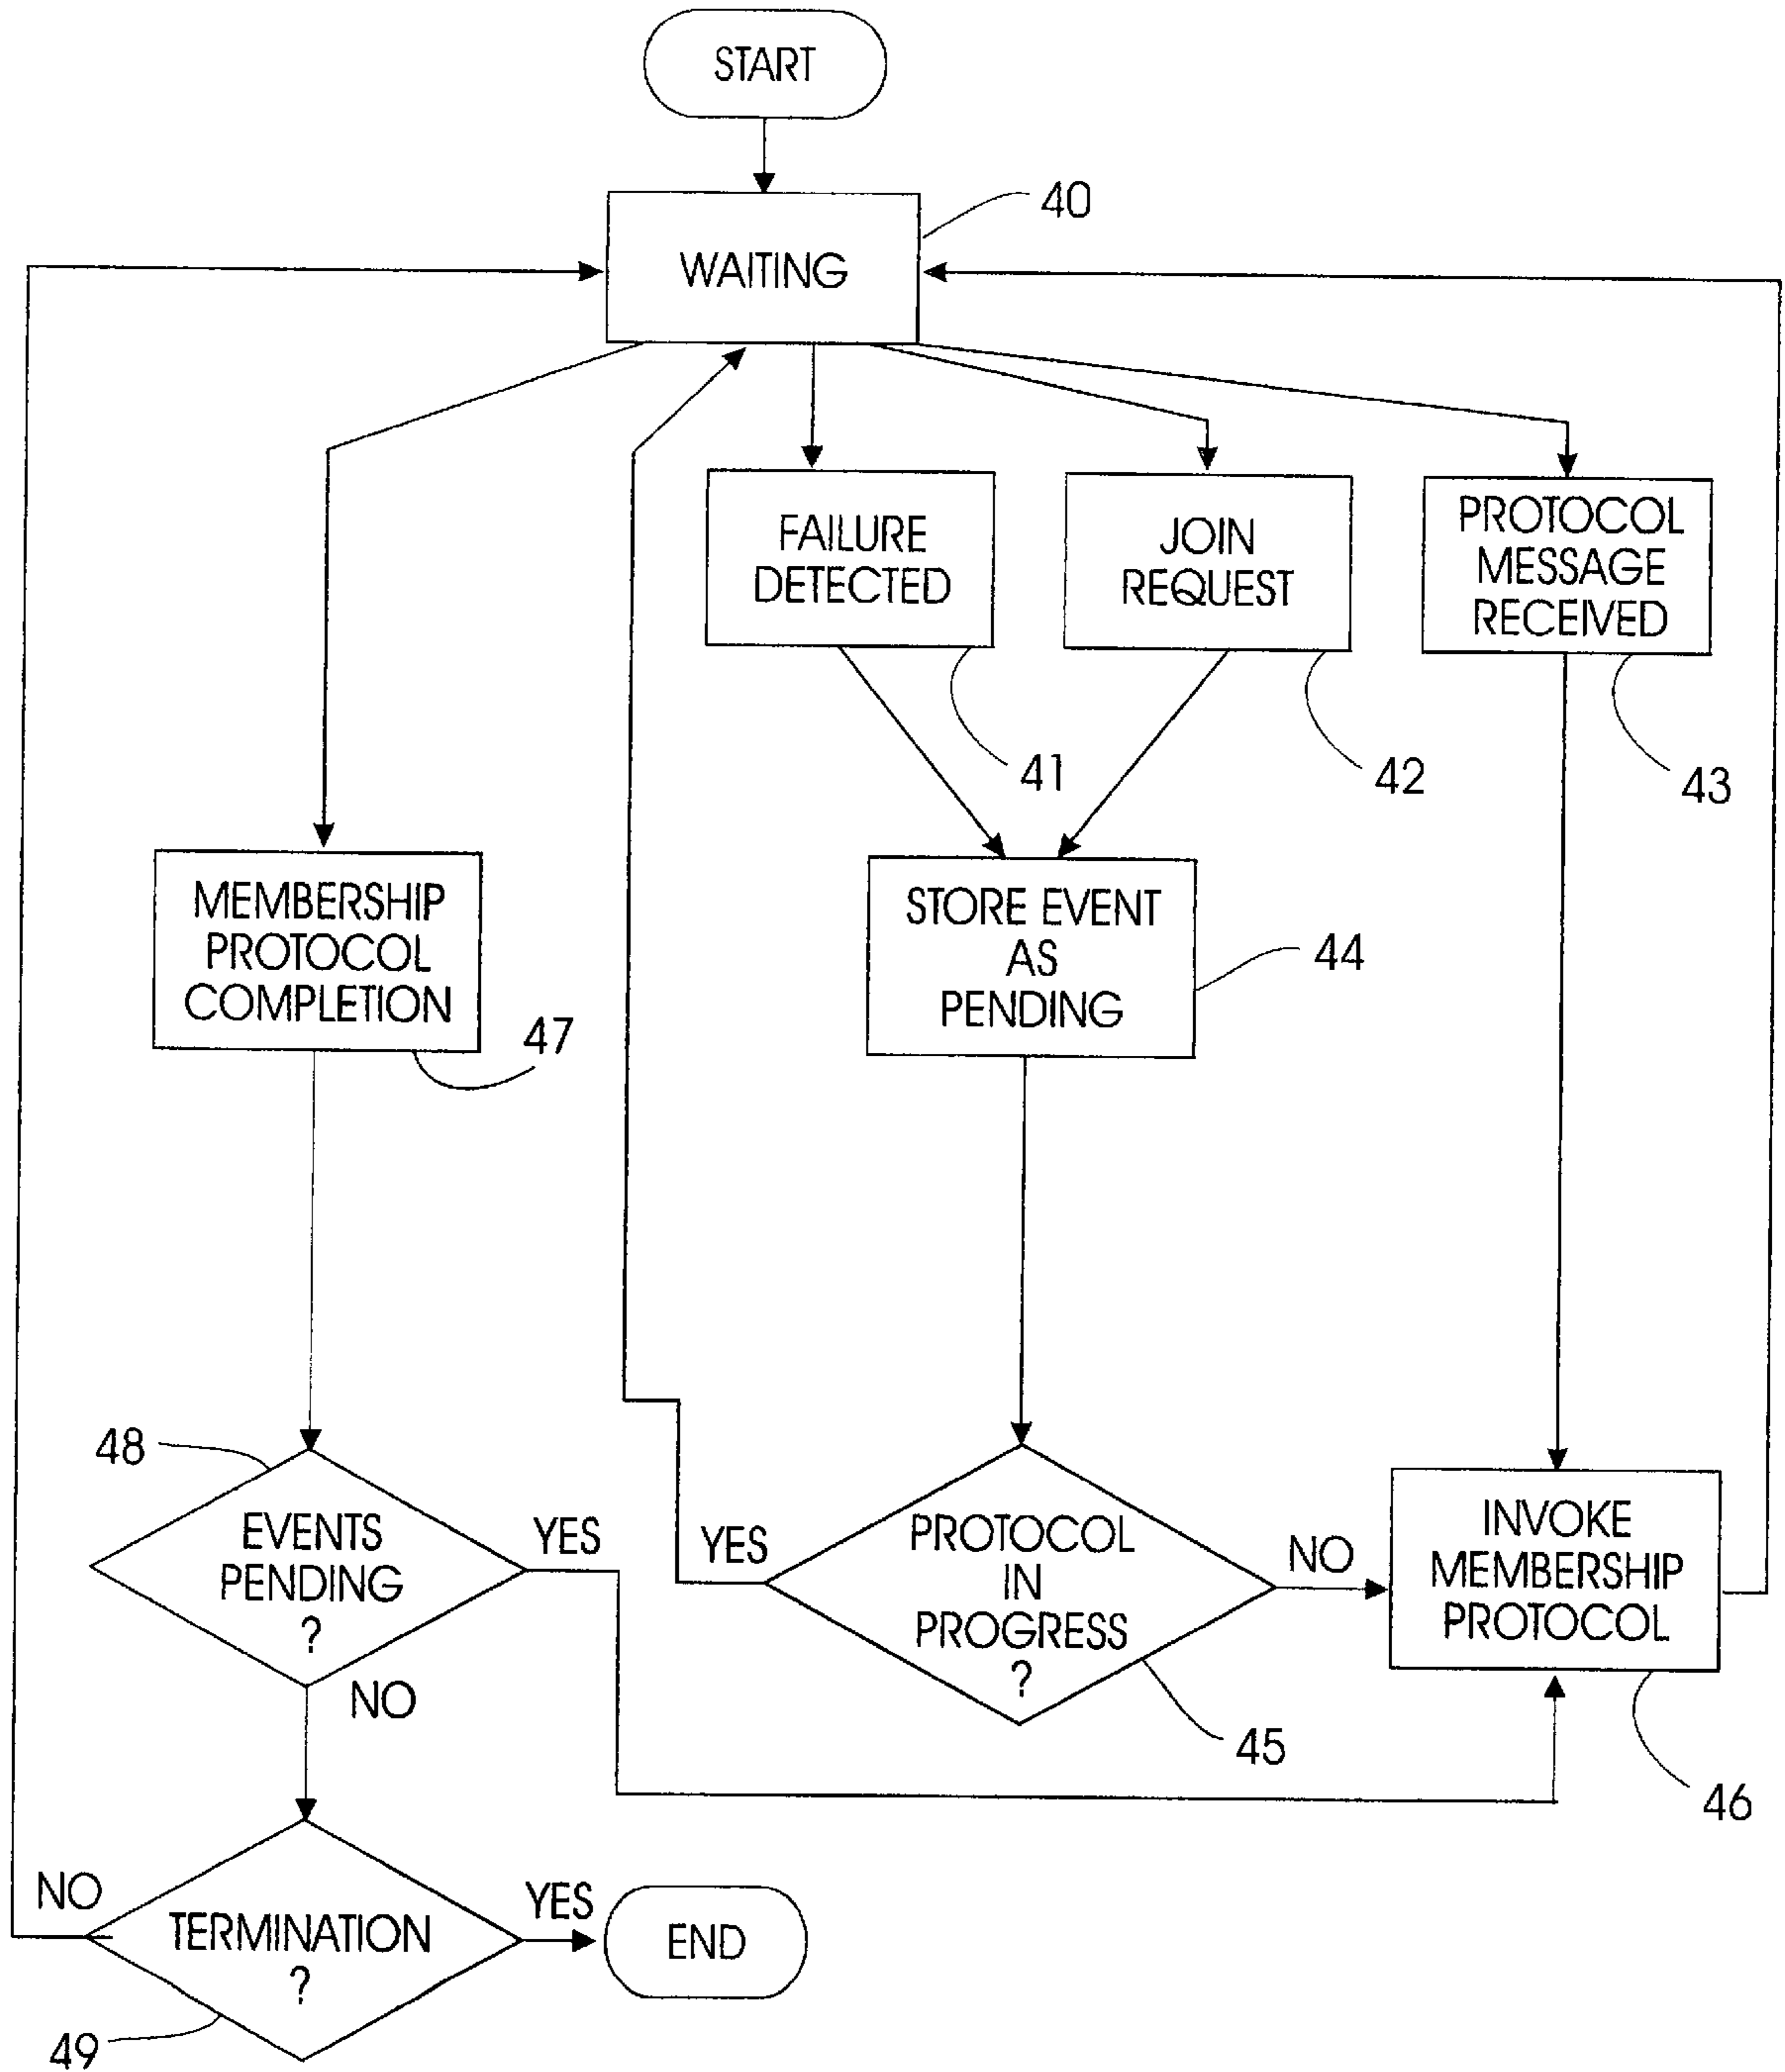 START
40
WAITING
FAILURE
DETECTED
41
JOIN
REQUEST
42
PROTOCOL
MESSAGE
RECEIVED
43
MEMBERSHIP
PROTOCOL
COMPLETION
47
STORE EVENT
AS
PENDING
44
48
EVENTS
PENDING
?
YES
NO
YES
PROTOCOL
IN
PROGRESS
?
NO
45
INVOKE
MEMBERSHIP
PROTOCOL
46
NO
TERMINATION
?
YES
END
49